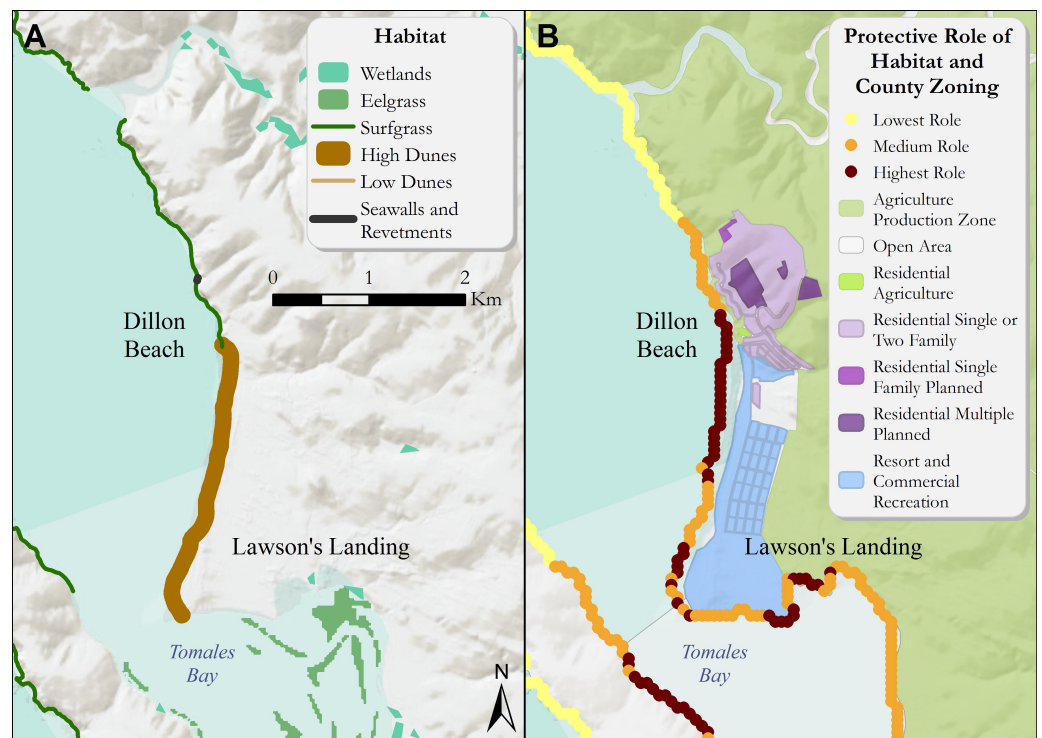 A
Habitat
Wetlands
Eelgrass
Surfgrass
High Dunes
Low Dunes
Seawalls and
Revetments
0
1
2
Km
Dillon
Beach
Lawson's Landing
Tomales
Bay
N
B
Protective Role of
Habitat and
County Zoning
Lowest Role
Medium Role
Highest Role
Agriculture
Production Zone
Open Area
Residential
Agriculture
Residential Single or
Two Family
Residential Single
Family Planned
Residential Multiple
Planned
Resort and
Commercial
Recreation
Dillon
Beach
Lawson's Landing
Tomales
Bay